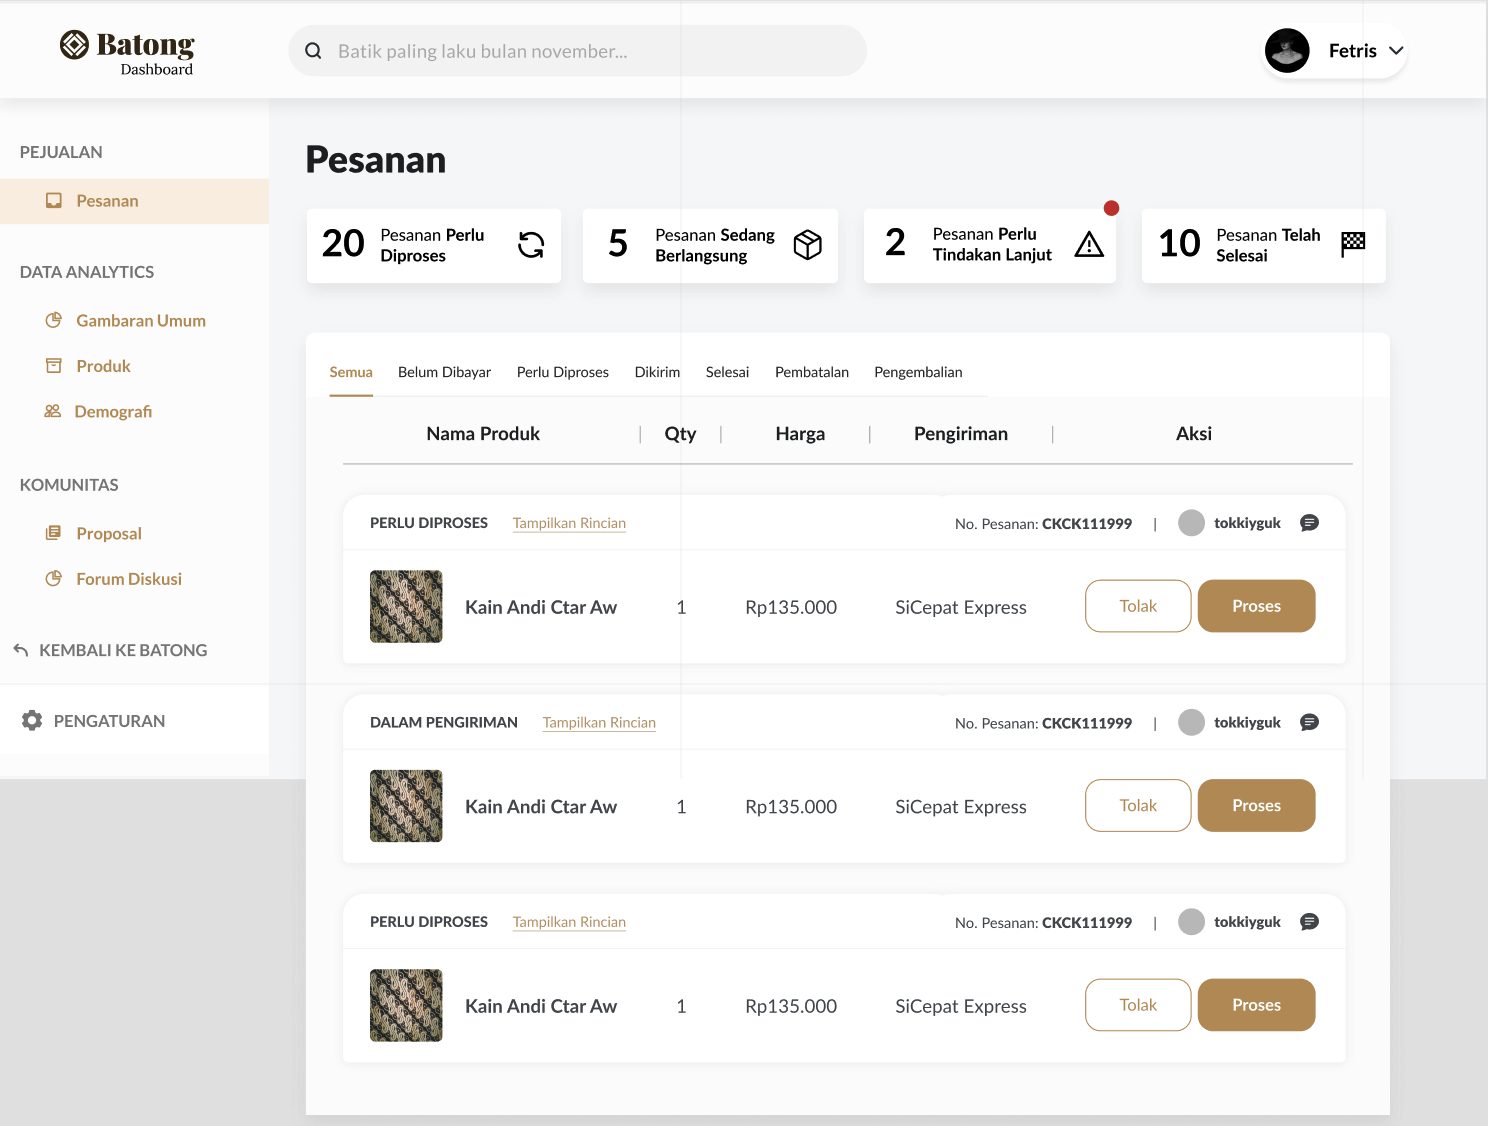 Batong
Dashboard
Batik paling laku bulan november...
Fetris
PEJUALAN
Pesanan
DATA ANALYTICS
Gambaran Umum
Produk
Demografi
KOMUNITAS
Proposal
Forum Diskusi
KEMBALI KE BATONG
PENGATURAN
Pesanan
20 Pesanan Perlu
Diproses
5 Pesanan Sedang
Berlangsung
2 Pesanan Perlu
Tindakan Lanjut
10 Pesanan Telah
Selesai
Semua Belum Dibayar Perlu Diproses Dikirim Selesai Pembatalan Pengembalian
Nama Produk | Qty | Harga | Pengiriman | Aksi
PERLU DIPROSES Tampilkan Rincian No. Pesanan: CKCK111999 | tokkiyguk
Kain Andi Ctar Aw 1 Rp135.000 SiCepat Express Tolak Proses
DALAM PENGIRIMAN Tampilkan Rincian No. Pesanan: CKCK111999 | tokkiyguk
Kain Andi Ctar Aw 1 Rp135.000 SiCepat Express Tolak Proses
PERLU DIPROSES Tampilkan Rincian No. Pesanan: CKCK111999 | tokkiyguk
Kain Andi Ctar Aw 1 Rp135.000 SiCepat Express Tolak Proses